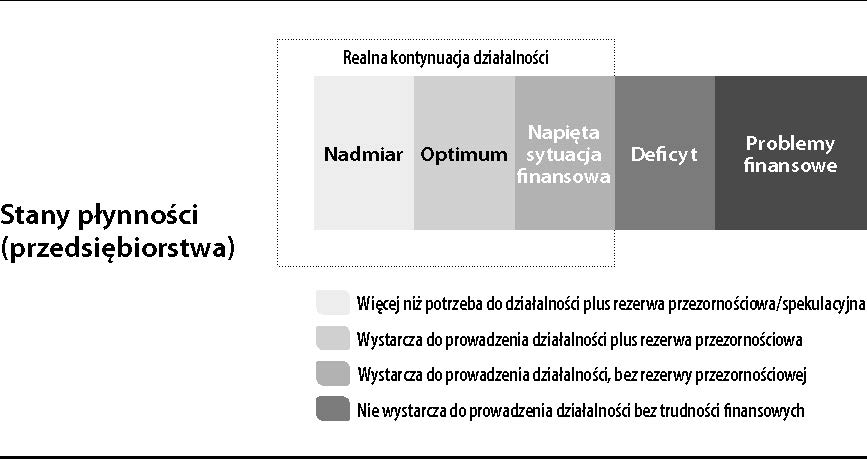 Realna kontynuacja działalności
Nadmiar
Optimum
Napięta
sytuacja
finansowa
Deficyt
Problemy
finansowe
Stany płynności
(przedsiębiorstwa)
Więcej niż potrzeba do działalności plus rezerwa przezornościowa/spekulacyjna
Wystarcza do prowadzenia działalności plus rezerwa przezornościowa
Wystarcza do prowadzenia działalności, bez rezerwy przezornościowej
Nie wystarcza do prowadzenia działalności bez trudności finansowych